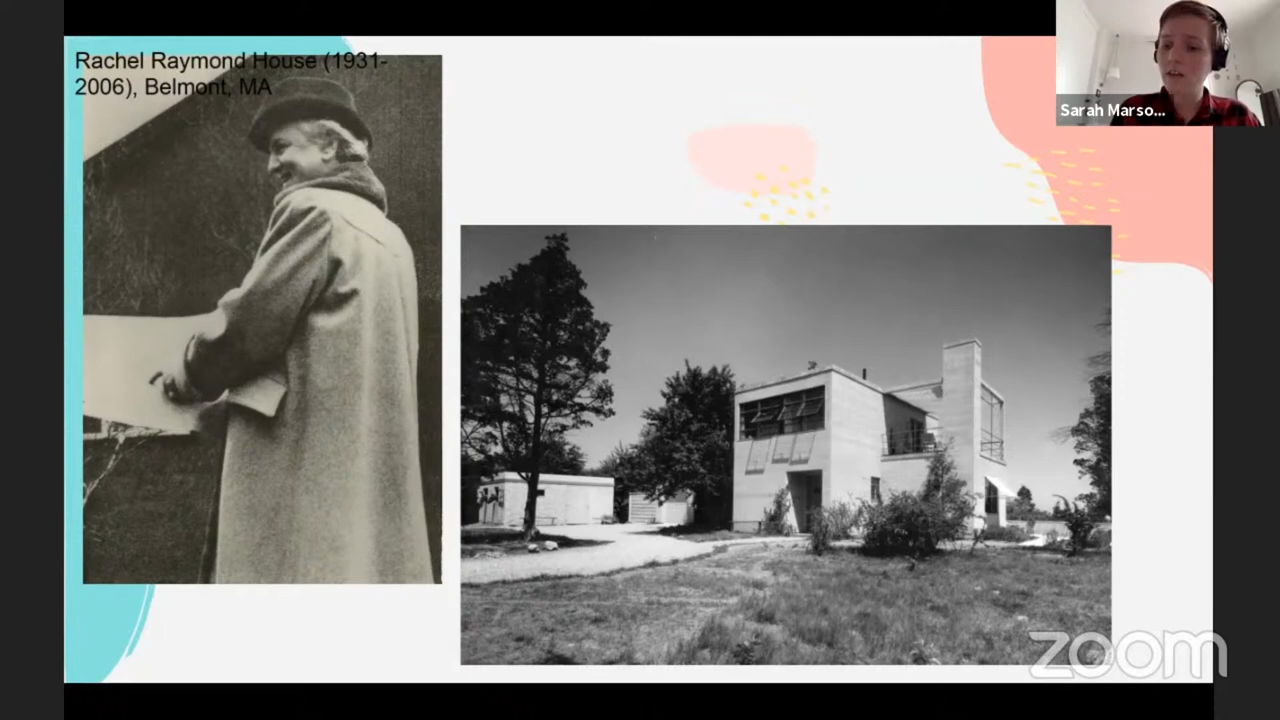 Rachel Raymond House (1931-
2006), Belmont, MA
Sarah Marso...
zoom